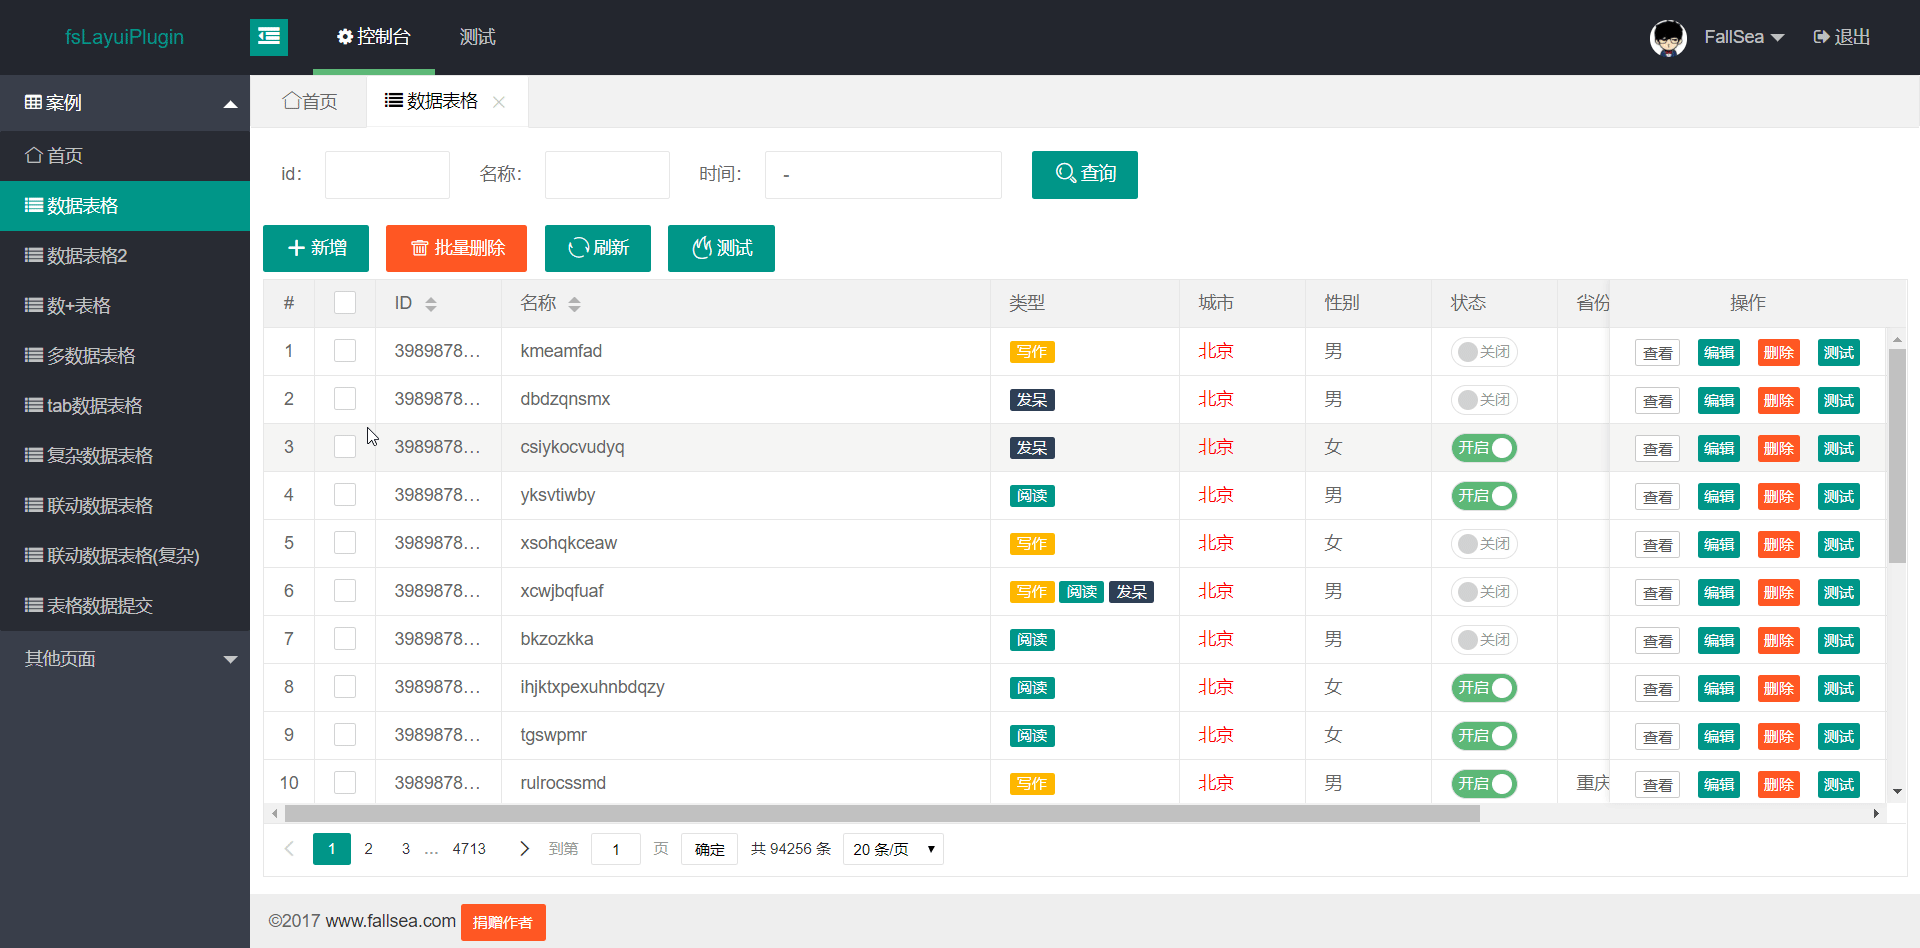 fsLayuiPlugin 控制台 测试 FallSea 退出
案例
首页
数据表格
数据表格2
数+表格
多数据表格
tab数据表格
复杂数据表格
联动数据表格
联动数据表格(复杂)
表格数据提交
其他页面
首页 数据表格
id: 名称: 时间: - 查询
新增 批量删除 刷新 测试
# ID 名称 类型 城市 性别 状态 省份 操作
1 3989878... kmeamfad 写作 北京 男 关闭 查看 编辑 删除 测试
2 3989878... dbdzqnsmx 发呆 北京 男 关闭 查看 编辑 删除 测试
3 3989878... csiykocvudyq 发呆 北京 女 开启 查看 编辑 删除 测试
4 3989878... yksvtiwby 阅读 北京 男 开启 查看 编辑 删除 测试
5 3989878... xsohqkceaw 写作 北京 女 关闭 查看 编辑 删除 测试
6 3989878... xcwjbqfuaf 写作 阅读 发呆 北京 男 关闭 查看 编辑 删除 测试
7 3989878... bkzozkka 阅读 北京 男 关闭 查看 编辑 删除 测试
8 3989878... ihjktxpexuhnbdqzy 阅读 北京 女 开启 查看 编辑 删除 测试
9 3989878... tgswpmr 阅读 北京 女 开启 查看 编辑 删除 测试
10 3989878... rulrocssmd 写作 北京 男 开启 重庆 查看 编辑 删除 测试
1 2 3 ... 4713 到第 1 页 确定 共 94256 条 20 条/页
©2017 www.fallsea.com 捐赠作者